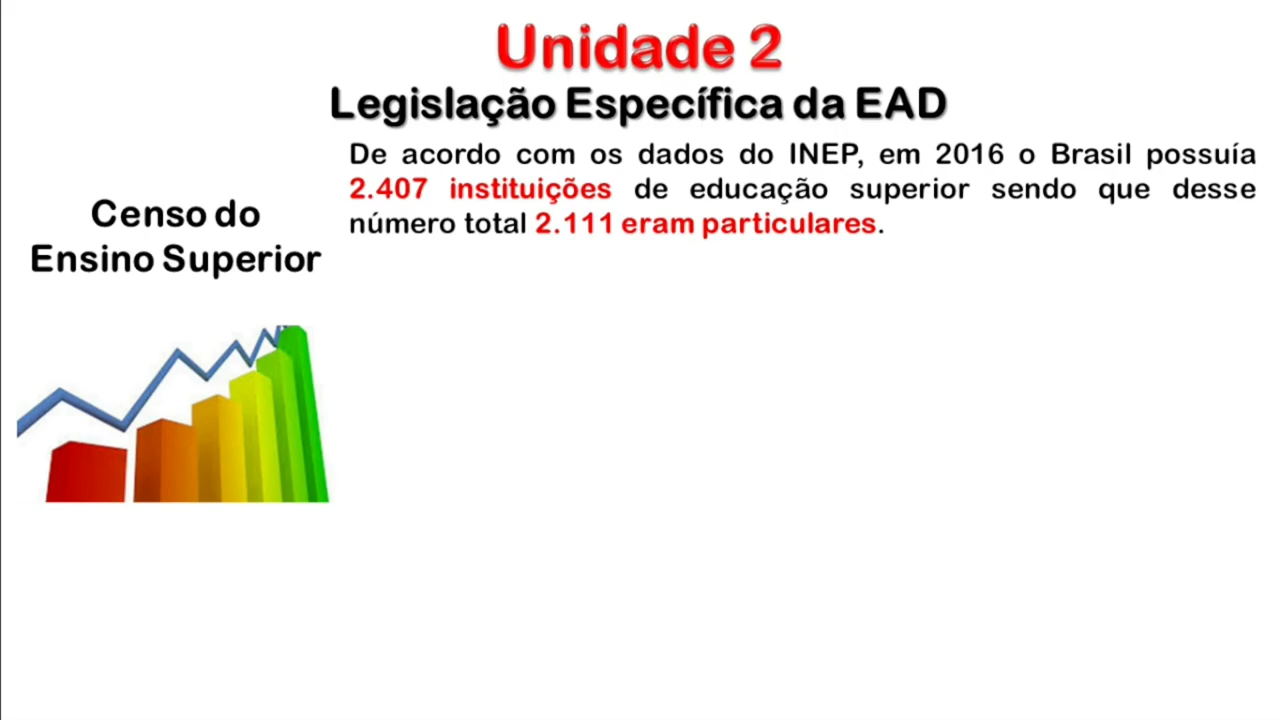 Unidade 2
Legislação Específica da EAD
De acordo com os dados do INEP, em 2016 o Brasil possuía
2.407 instituições de educação superior sendo que desse
número total 2.111 eram particulares.
Censo do
Ensino Superior